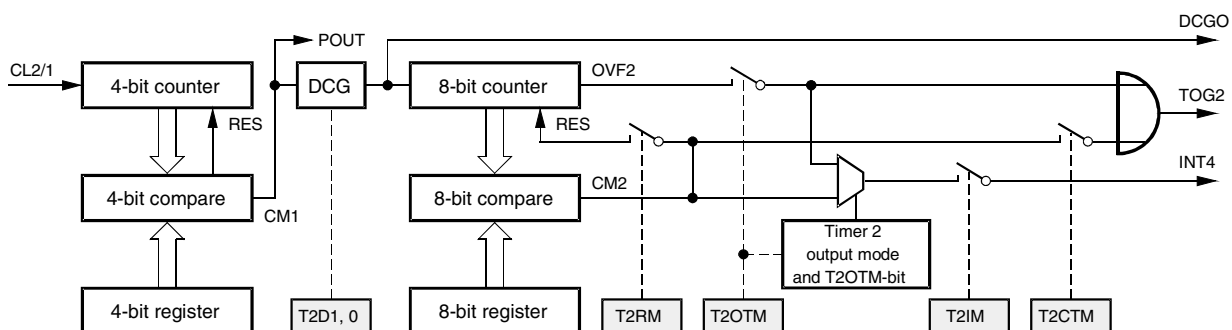 DCGO
POUT
CL2/1
4-bit counter
DCG
8-bit counter
OVF2
TOG2
RES
RES
INT4
4-bit compare
CM1
8-bit compare
CM2
Timer 2
output mode
and T2OTM-bit
4-bit register
T2D1, 0
8-bit register
T2RM
T2OTM
T2IM
T2CTM